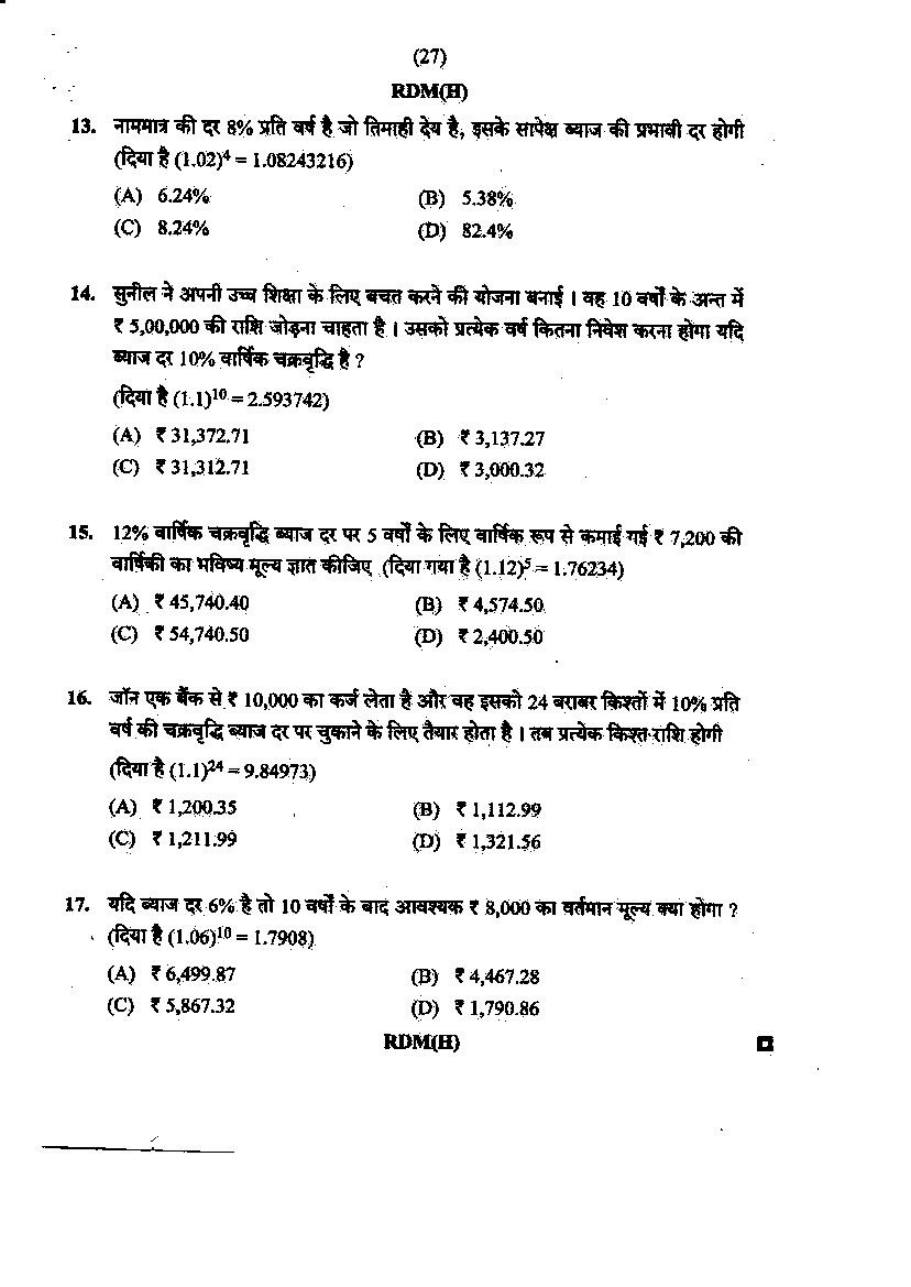 (27)
RDM(H)
13. नाममात्र की दर 8% प्रति वर्ष है जो तिमाही देय है, इसके सापेक्ष ब्याज की प्रभावी दर होगी
(दिया है (1.02)⁴ = 1.08243216)
(A) 6.24% (B) 5.38%
(C) 8.24% (D) 82.4%
14. सुनील ने अपनी उच्च शिक्षा के लिए बचत करने की योजना बनाई । वह 10 वर्षों के अन्त में
₹ 5,00,000 की राशि जोड़ना चाहता है । उसको प्रत्येक वर्ष कितना निवेश करना होगा यदि
ब्याज दर 10% वार्षिक चक्रवृद्धि है ?
(दिया है (1.1)¹⁰ = 2.593742)
(A) ₹ 31,372.71 (B) ₹ 3,137.27
(C) ₹ 31,312.71 (D) ₹ 3,000.32
15. 12% वार्षिक चक्रवृद्धि ब्याज दर पर 5 वर्षों के लिए वार्षिक रूप से कमाई गई ₹ 7,200 की
वार्षिकी का भविष्य मूल्य ज्ञात कीजिए (दिया गया है (1.12)⁵ = 1.76234)
(A) ₹ 45,740.40 (B) ₹ 4,574.50
(C) ₹ 54,740.50 (D) ₹ 2,400.50
16. जॉन एक बैंक से ₹ 10,000 का कर्ज लेता है और वह इसको 24 बराबर किश्तों में 10% प्रति
वर्ष की चक्रवृद्धि ब्याज दर पर चुकाने के लिए तैयार होता है । तब प्रत्येक किश्त राशि होगी
(दिया है (1.1)²⁴ = 9.84973)
(A) ₹ 1,200.35 (B) ₹ 1,112.99
(C) ₹ 1,211.99 (D) ₹ 1,321.56
17. यदि ब्याज दर 6% है तो 10 वर्षों के बाद आवश्यक ₹ 8,000 का वर्तमान मूल्य क्या होगा ?
(दिया है (1.06)¹⁰ = 1.7908)
(A) ₹ 6,499.87 (B) ₹ 4,467.28
(C) ₹ 5,867.32 (D) ₹ 1,790.86
RDM(H)